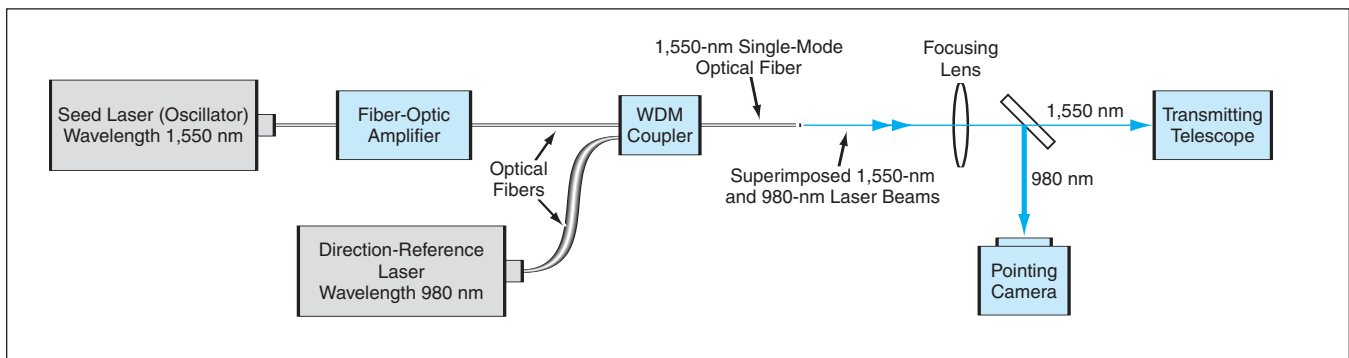 Seed Laser (Oscillator)
Wavelength 1,550 nm
Fiber-Optic
Amplifier
WDM
Coupler
1,550-nm Single-Mode
Optical Fiber
Focusing
Lens
1,550 nm
Transmitting
Telescope
Optical
Fibers
Superimposed 1,550-nm
and 980-nm Laser Beams
980 nm
Direction-Reference
Laser
Wavelength 980 nm
Pointing
Camera